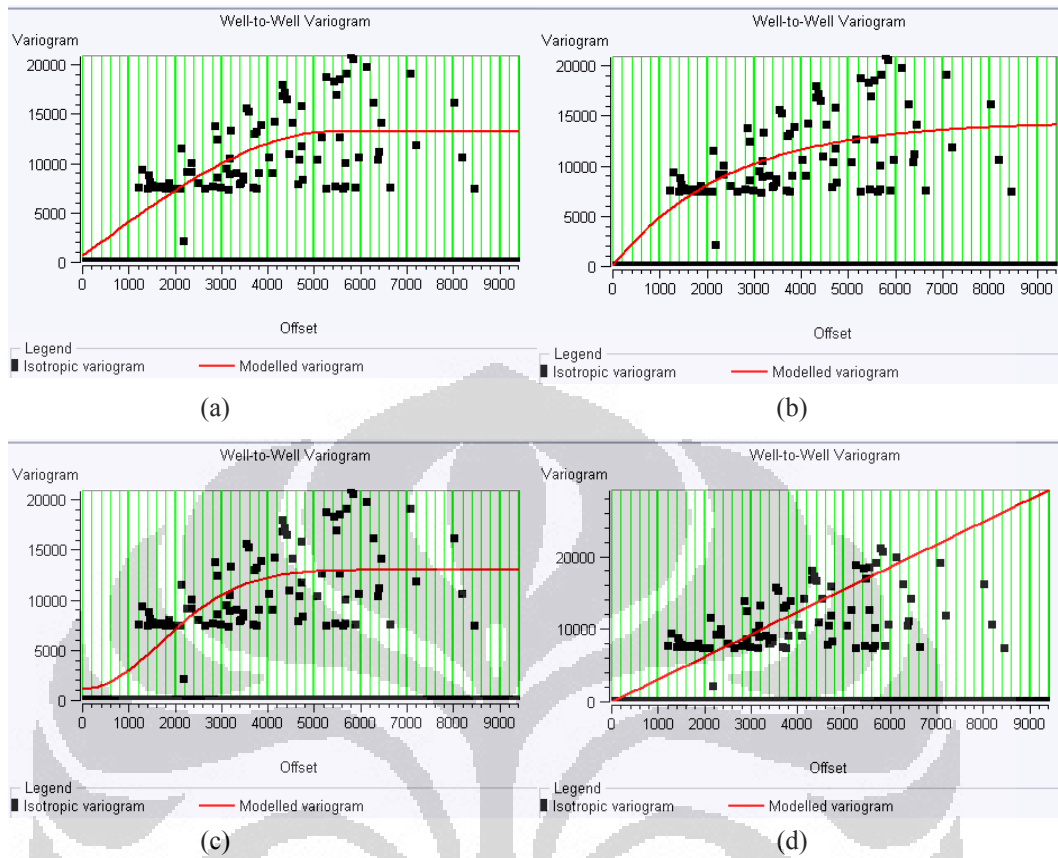 Well-to-Well Variogram
Variogram
20000
15000
10000
5000
0
0 1000 2000 3000 4000 5000 6000 7000 8000 9000
Offset
Legend
Isotropic variogram Modelled variogram
(a)
Well-to-Well Variogram
Variogram
20000
15000
10000
5000
0
0 1000 2000 3000 4000 5000 6000 7000 8000 9000
Offset
Legend
Isotropic variogram Modelled variogram
(b)
Well-to-Well Variogram
Variogram
20000
15000
10000
5000
0
0 1000 2000 3000 4000 5000 6000 7000 8000 9000
Offset
Legend
Isotropic variogram Modelled variogram
(c)
Well-to-Well Variogram
Variogram
20000
10000
0
0 1000 2000 3000 4000 5000 6000 7000 8000 9000
Offset
Legend
Isotropic variogram Modelled variogram
(d)